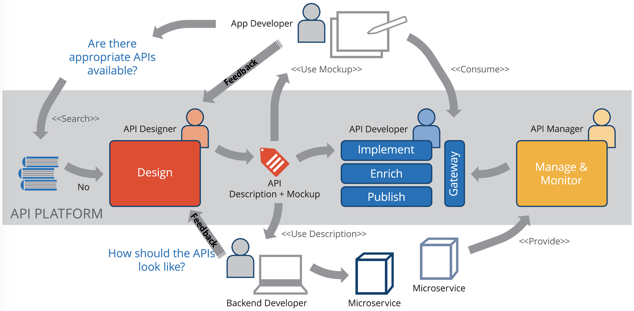 App Developer
Are there
appropriate APIs
available?
Feedback
<<Use Mockup>>
<<Consume>>
<<Search>>
API Designer
API Developer
API Manager
No
Design
API
Description + Mockup
Implement
Enrich
Publish
Gateway
Manage &
Monitor
API PLATFORM
Feedback
How should the APIs
look like?
<<Use Description>>
<<Provide>>
Backend Developer
Microservice
Microservice